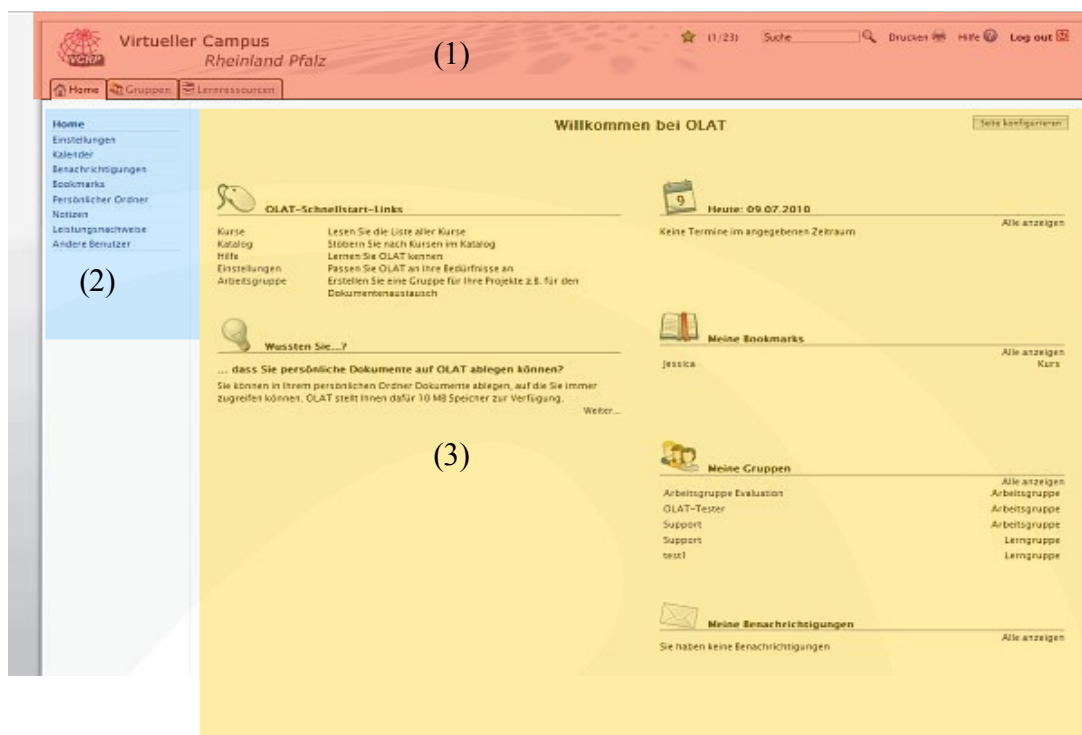 Virtueller Campus
Rheinland Pfalz
VCRP
(1)
(1/23) Suche Drucken Hilfe Log out
Home Gruppen Lernressourcen
Home
Einstellungen
Kalender
Benachrichtigungen
Bookmarks
Persönlicher Ordner
Notizen
Leistungsnachweise
Andere Benutzer
(2)
Willkommen bei OLAT
Seite konfigurieren
OLAT-Schnellstart-Links
Kurse Lesen Sie die Liste aller Kurse
Katalog Stöbern Sie nach Kursen im Katalog
Hilfe Lernen Sie OLAT kennen
Einstellungen Passen Sie OLAT an Ihre Bedürfnisse an
Arbeitsgruppe Erstellen Sie eine Gruppe für Ihre Projekte z.B. für den
Dokumentenaustausch
Wussten Sie...?
... dass Sie persönliche Dokumente auf OLAT ablegen können?
Sie können in Ihrem persönlichen Ordner Dokumente ablegen, auf die Sie immer
zugreifen können. OLAT stellt Ihnen dafür 10 MB Speicher zur Verfügung.
Weiter...
(3)
9
Heute: 09.07.2010
Alle anzeigen
Keine Termine im angegebenen Zeitraum
Meine Bookmarks
Alle anzeigen
Jessica Kurs
Meine Gruppen
Alle anzeigen
Arbeitsgruppe Evaluation Arbeitsgruppe
OLAT-Tester Arbeitsgruppe
Support Arbeitsgruppe
Support Lerngruppe
test1 Lerngruppe
Meine Benachrichtigungen
Alle anzeigen
Sie haben keine Benachrichtigungen